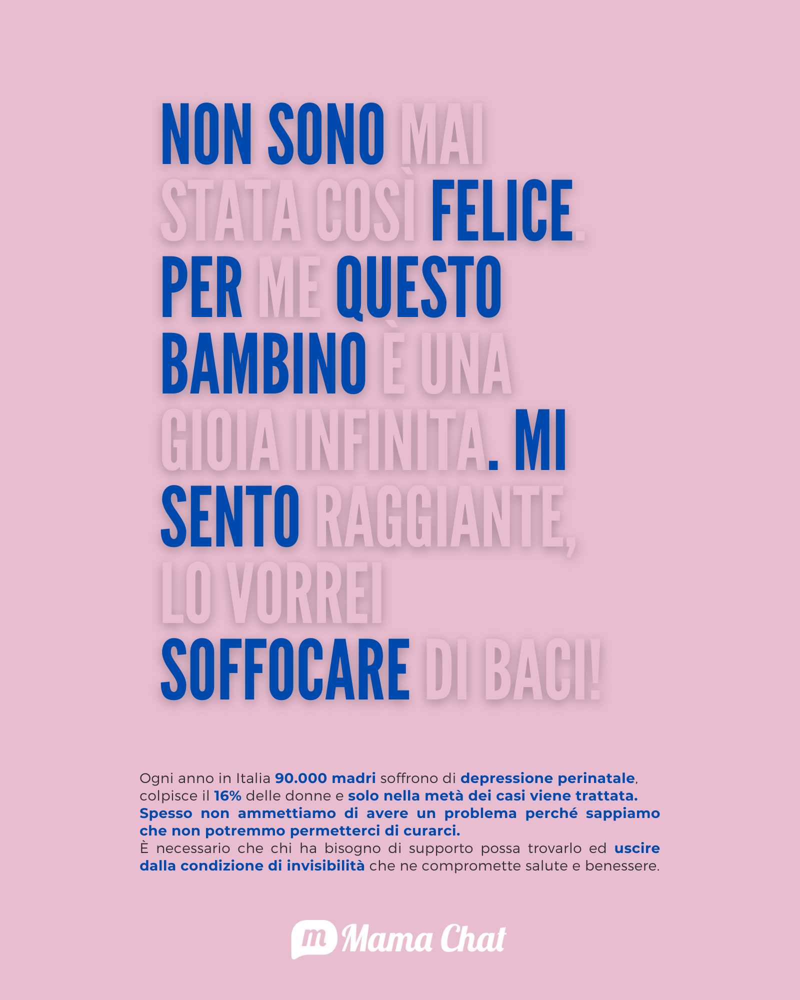 NON SONO MAI
STATA COSÌ FELICE.
PER ME QUESTO
BAMBINO È UNA
GIOIA INFINITA. MI
SENTO RAGGIANTE,
LO VORREI
SOFFOCARE DI BACI!
Ogni anno in Italia 90.000 madri soffrono di depressione perinatale,
colpisce il 16% delle donne e solo nella metà dei casi viene trattata.
Spesso non ammettiamo di avere un problema perché sappiamo
che non potremmo permetterci di curarci.
È necessario che chi ha bisogno di supporto possa trovarlo ed uscire
dalla condizione di invisibilità che ne compromette salute e benessere.
m Mama Chat